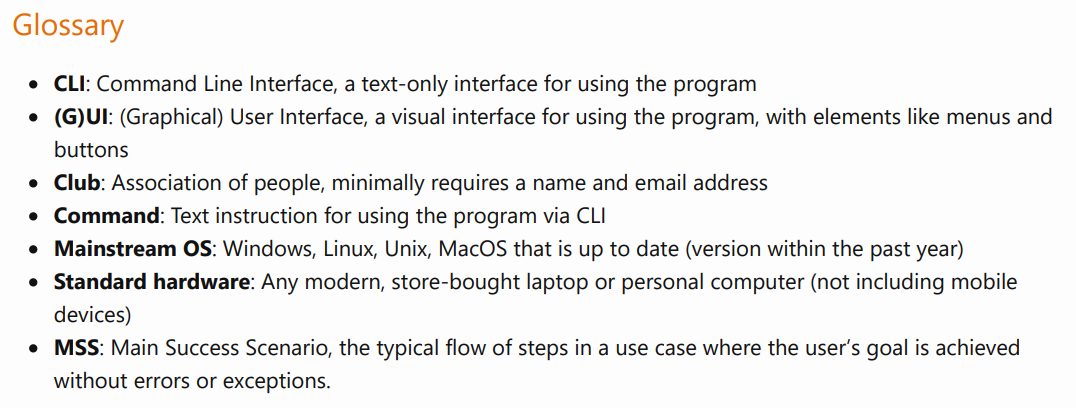 Glossary
• CLI: Command Line Interface, a text-only interface for using the program
• (G)UI: (Graphical) User Interface, a visual interface for using the program, with elements like menus and
buttons
• Club: Association of people, minimally requires a name and email address
• Command: Text instruction for using the program via CLI
• Mainstream OS: Windows, Linux, Unix, MacOS that is up to date (version within the past year)
• Standard hardware: Any modern, store-bought laptop or personal computer (not including mobile
devices)
• MSS: Main Success Scenario, the typical flow of steps in a use case where the user’s goal is achieved
without errors or exceptions.